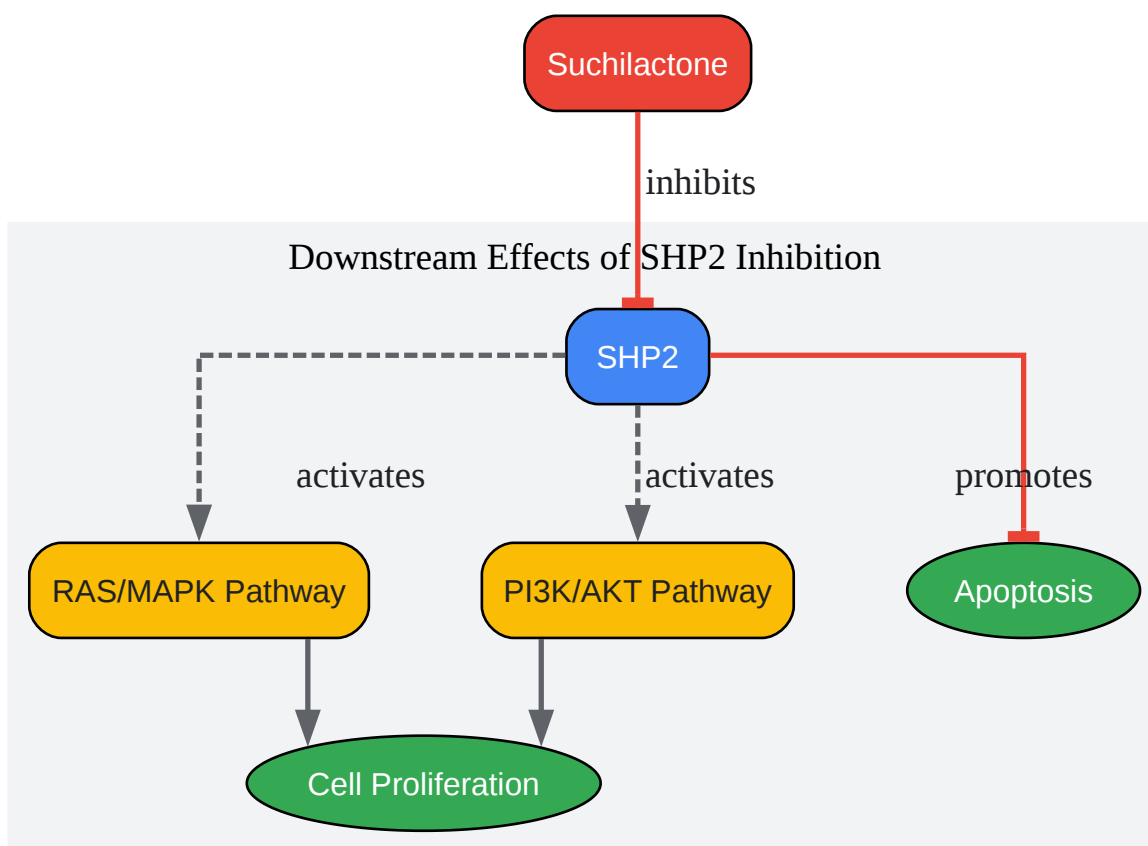 Suchilactone
inhibits
Downstream Effects of SHP2 Inhibition
SHP2
activates
activates
promotes
RAS/MAPK Pathway
PI3K/AKT Pathway
Apoptosis
Cell Proliferation